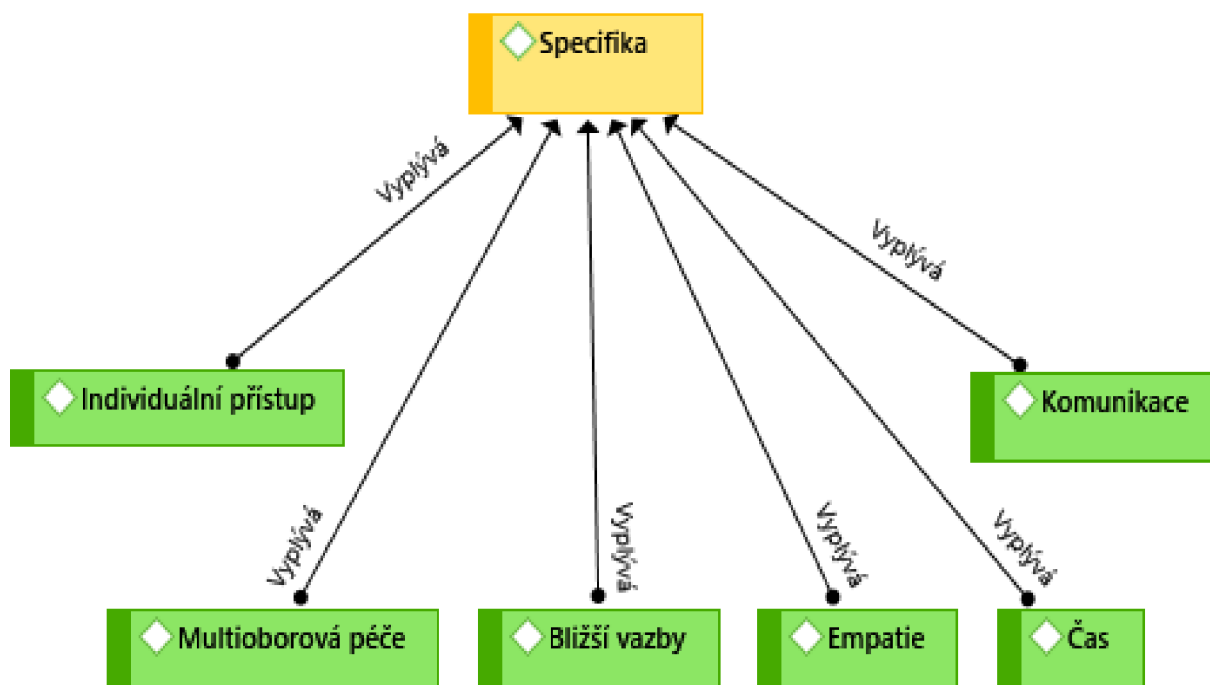 Specifika
Vyplývá
Vyplývá
Individuální přístup
Komunikace
Vyplývá
Vyplývá
Vyplývá
Vyplývá
Multioborová péče
Bližší vazby
Empatie
Čas